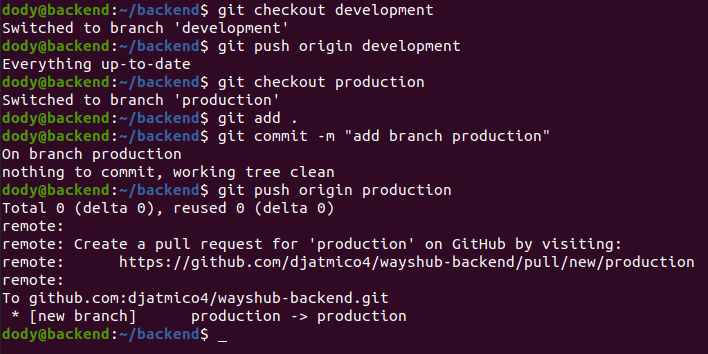 dody@backend:~/backend$ git checkout development
Switched to branch 'development'
dody@backend:~/backend$ git push origin development
Everything up-to-date
dody@backend:~/backend$ git checkout production
Switched to branch 'production'
dody@backend:~/backend$ git add .
dody@backend:~/backend$ git commit -m "add branch production"
On branch production
nothing to commit, working tree clean
dody@backend:~/backend$ git push origin production
Total 0 (delta 0), reused 0 (delta 0)
remote:
remote: Create a pull request for 'production' on GitHub by visiting:
remote:      https://github.com/djatmico4/wayshub-backend/pull/new/production
remote:
To github.com:djatmico4/wayshub-backend.git
 * [new branch]      production -> production
dody@backend:~/backend$ _